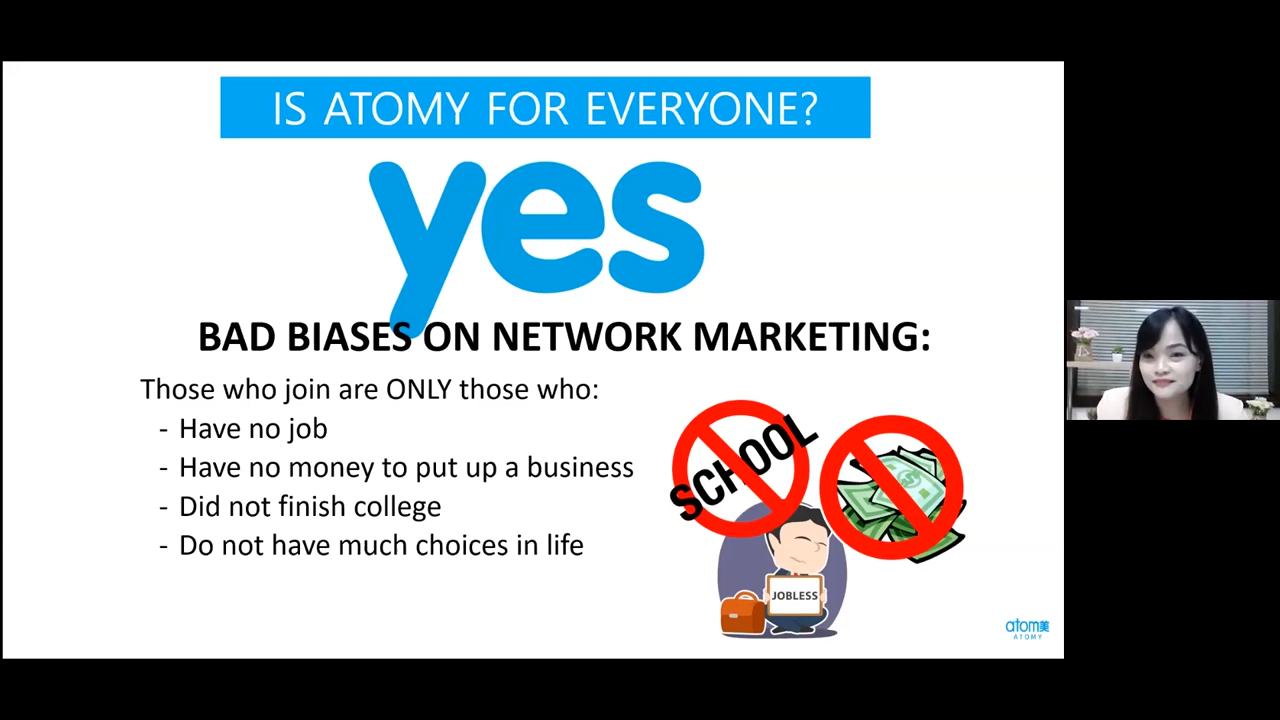 IS ATOMY FOR EVERYONE?
yes
BAD BIASES ON NETWORK MARKETING:
Those who join are ONLY those who:
- Have no job
- Have no money to put up a business
- Did not finish college
- Do not have much choices in life
SCHOOL
JOBLESS
atom美
ATOMY